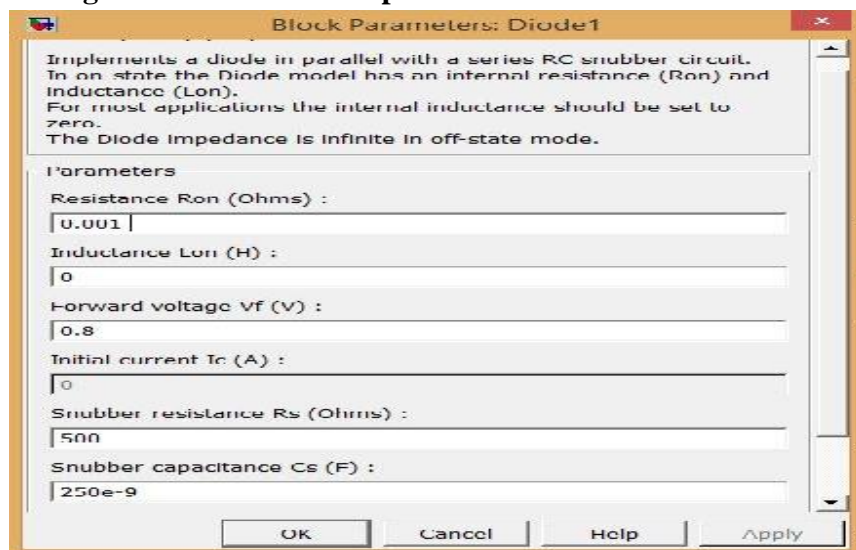 Block Parameters: Diode1
Implements a diode in parallel with a series RC snubber circuit.
In on-state the Diode model has an internal resistance (Ron) and
inductance (Lon).
For most applications the internal inductance should be set to
zero.
The Diode impedance is infinite in off-state mode.
Parameters
Resistance Ron (Ohms) :
0.001
Inductance Lon (H) :
0
Forward voltage Vf (V) :
0.8
Initial current Ic (A) :
0
Snubber resistance Rs (Ohms) :
500
Snubber capacitance Cs (F) :
250e-9
OK Cancel Help Apply